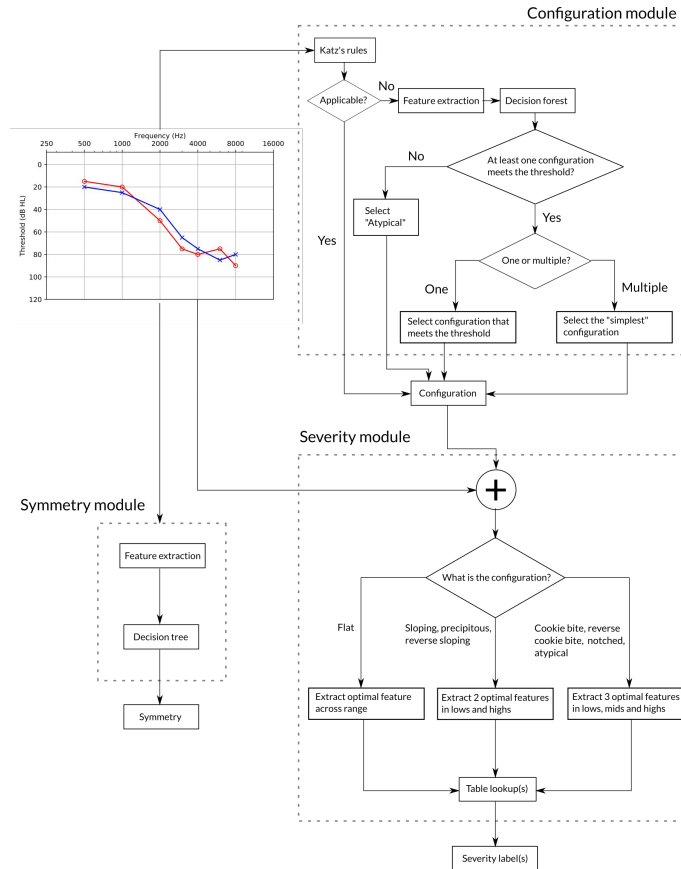 Configuration module
Katz's rules
Applicable?
No
Feature extraction
Decision forest
At least one configuration
meets the threshold?
No
Yes
Select
"Atypical"
Yes
One or multiple?
One
Multiple
Select configuration that
meets the threshold
Select the "simplest"
configuration
Configuration
Frequency (Hz)
250 500 1000 2000 4000 8000 16000
Threshold (dB HL)
0
20
40
60
80
100
120
Severity module
+
What is the configuration?
Flat
Sloping, precipitous,
reverse sloping
Cookie bite, reverse
cookie bite, notched,
atypical
Extract optimal feature
across range
Extract 2 optimal features
in lows and highs
Extract 3 optimal features
in lows, mids and highs
Table lookup(s)
Severity label(s)
Symmetry module
Feature extraction
Decision tree
Symmetry